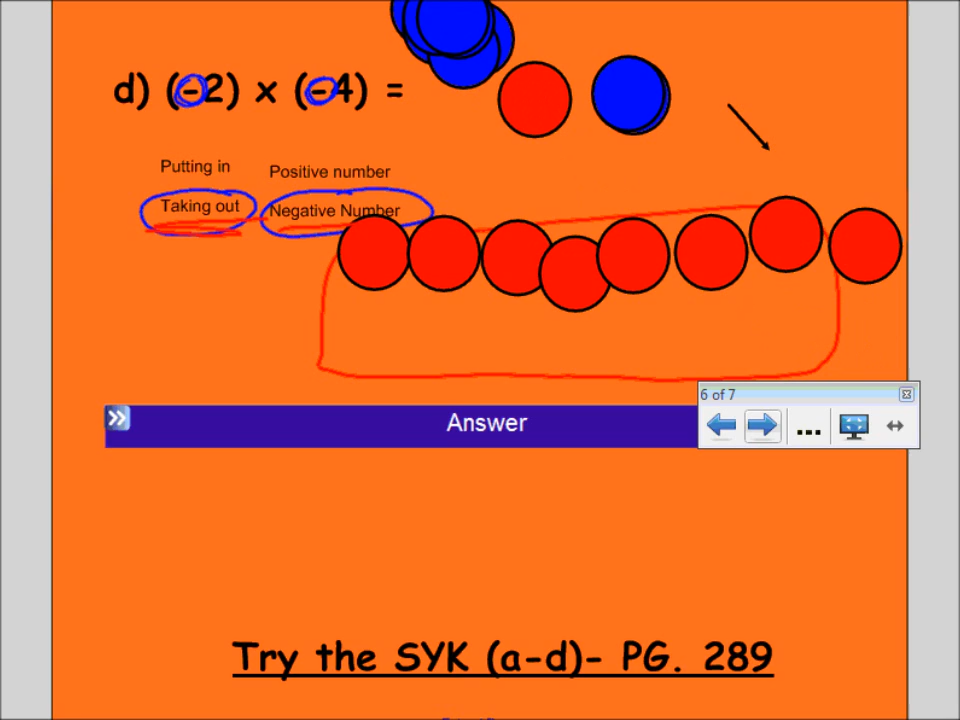 d) (-2) x (-4) =
Putting in Positive number
Taking out Negative Number
6 of 7
Answer
...
Try the SYK (a-d)- PG. 289